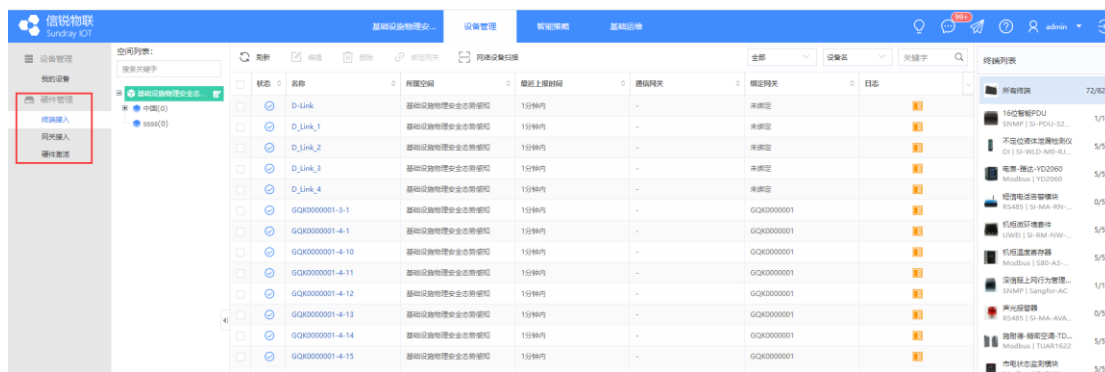 信锐物联
Sundray IOT
基础设施物理安... 设备管理 智能策略 基础运维
99+
admin
设备管理
我的设备
硬件管理
终端接入
网关接入
硬件激活
空间列表:
搜索关键字
基础设施物理安全态...
中国(0)
ssss(0)
刷新 编辑 删除 绑定网关 网络设备扫描 全部 设备名 关键字
状态 名称 所属空间 最近上报时间 通信网关 绑定网关 日志
D-Link 基础设施物理安全态势感知 1分钟内 - 未绑定
D_Link_1 基础设施物理安全态势感知 1分钟内 - 未绑定
D_Link_2 基础设施物理安全态势感知 1分钟内 - 未绑定
D_Link_3 基础设施物理安全态势感知 1分钟内 - 未绑定
D_Link_4 基础设施物理安全态势感知 1分钟内 - 未绑定
GQK0000001-3-1 基础设施物理安全态势感知 1分钟内 - GQK0000001
GQK0000001-4-1 基础设施物理安全态势感知 1分钟内 - GQK0000001
GQK0000001-4-10 基础设施物理安全态势感知 1分钟内 - GQK0000001
GQK0000001-4-11 基础设施物理安全态势感知 1分钟内 - GQK0000001
GQK0000001-4-12 基础设施物理安全态势感知 1分钟内 - GQK0000001
GQK0000001-4-13 基础设施物理安全态势感知 1分钟内 - GQK0000001
GQK0000001-4-14 基础设施物理安全态势感知 1分钟内 - GQK0000001
GQK0000001-4-15 基础设施物理安全态势感知 1分钟内 - GQK0000001
终端列表
所有终端 72/82
16位智能PDU
SNMP | SI-PDU-32... 1/1
不定位液体泄漏检测仪
DI | SI-WLD-M0-RJ... 5/5
电表-雅达-YD2060
Modbus | YD2060 5/5
短信电话告警模块
RS485 | SI-MA-RN-... 0/5
机柜微环境套件
UWEI | SI-RM-NW-... 5/5
机柜温度寄存器
Modbus | S80-A3-... 5/5
深信服上网行为管理...
SNMP | Sangfor-AC 1/1
声光报警器
RS485 | SI-MA-AVA... 0/5
施耐德-精密空调-TD...
Modbus | TUAR1622 5/5
市电状态监测模块
5/5